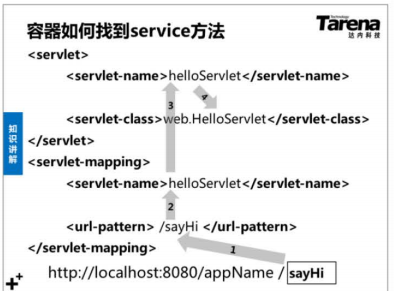 容器如何找到service方法
Technology
Tarena
达内科技
<servlet>
<servlet-name>helloServlet</servlet-name>
3
4
<servlet-class>web.HelloServlet</servlet-class>
知识讲解
</servlet>
<servlet-mapping>
<servlet-name>helloServlet</servlet-name>
2
<url-pattern> /sayHi </url-pattern>
</servlet-mapping>
1
http://localhost:8080/appName / sayHi
++